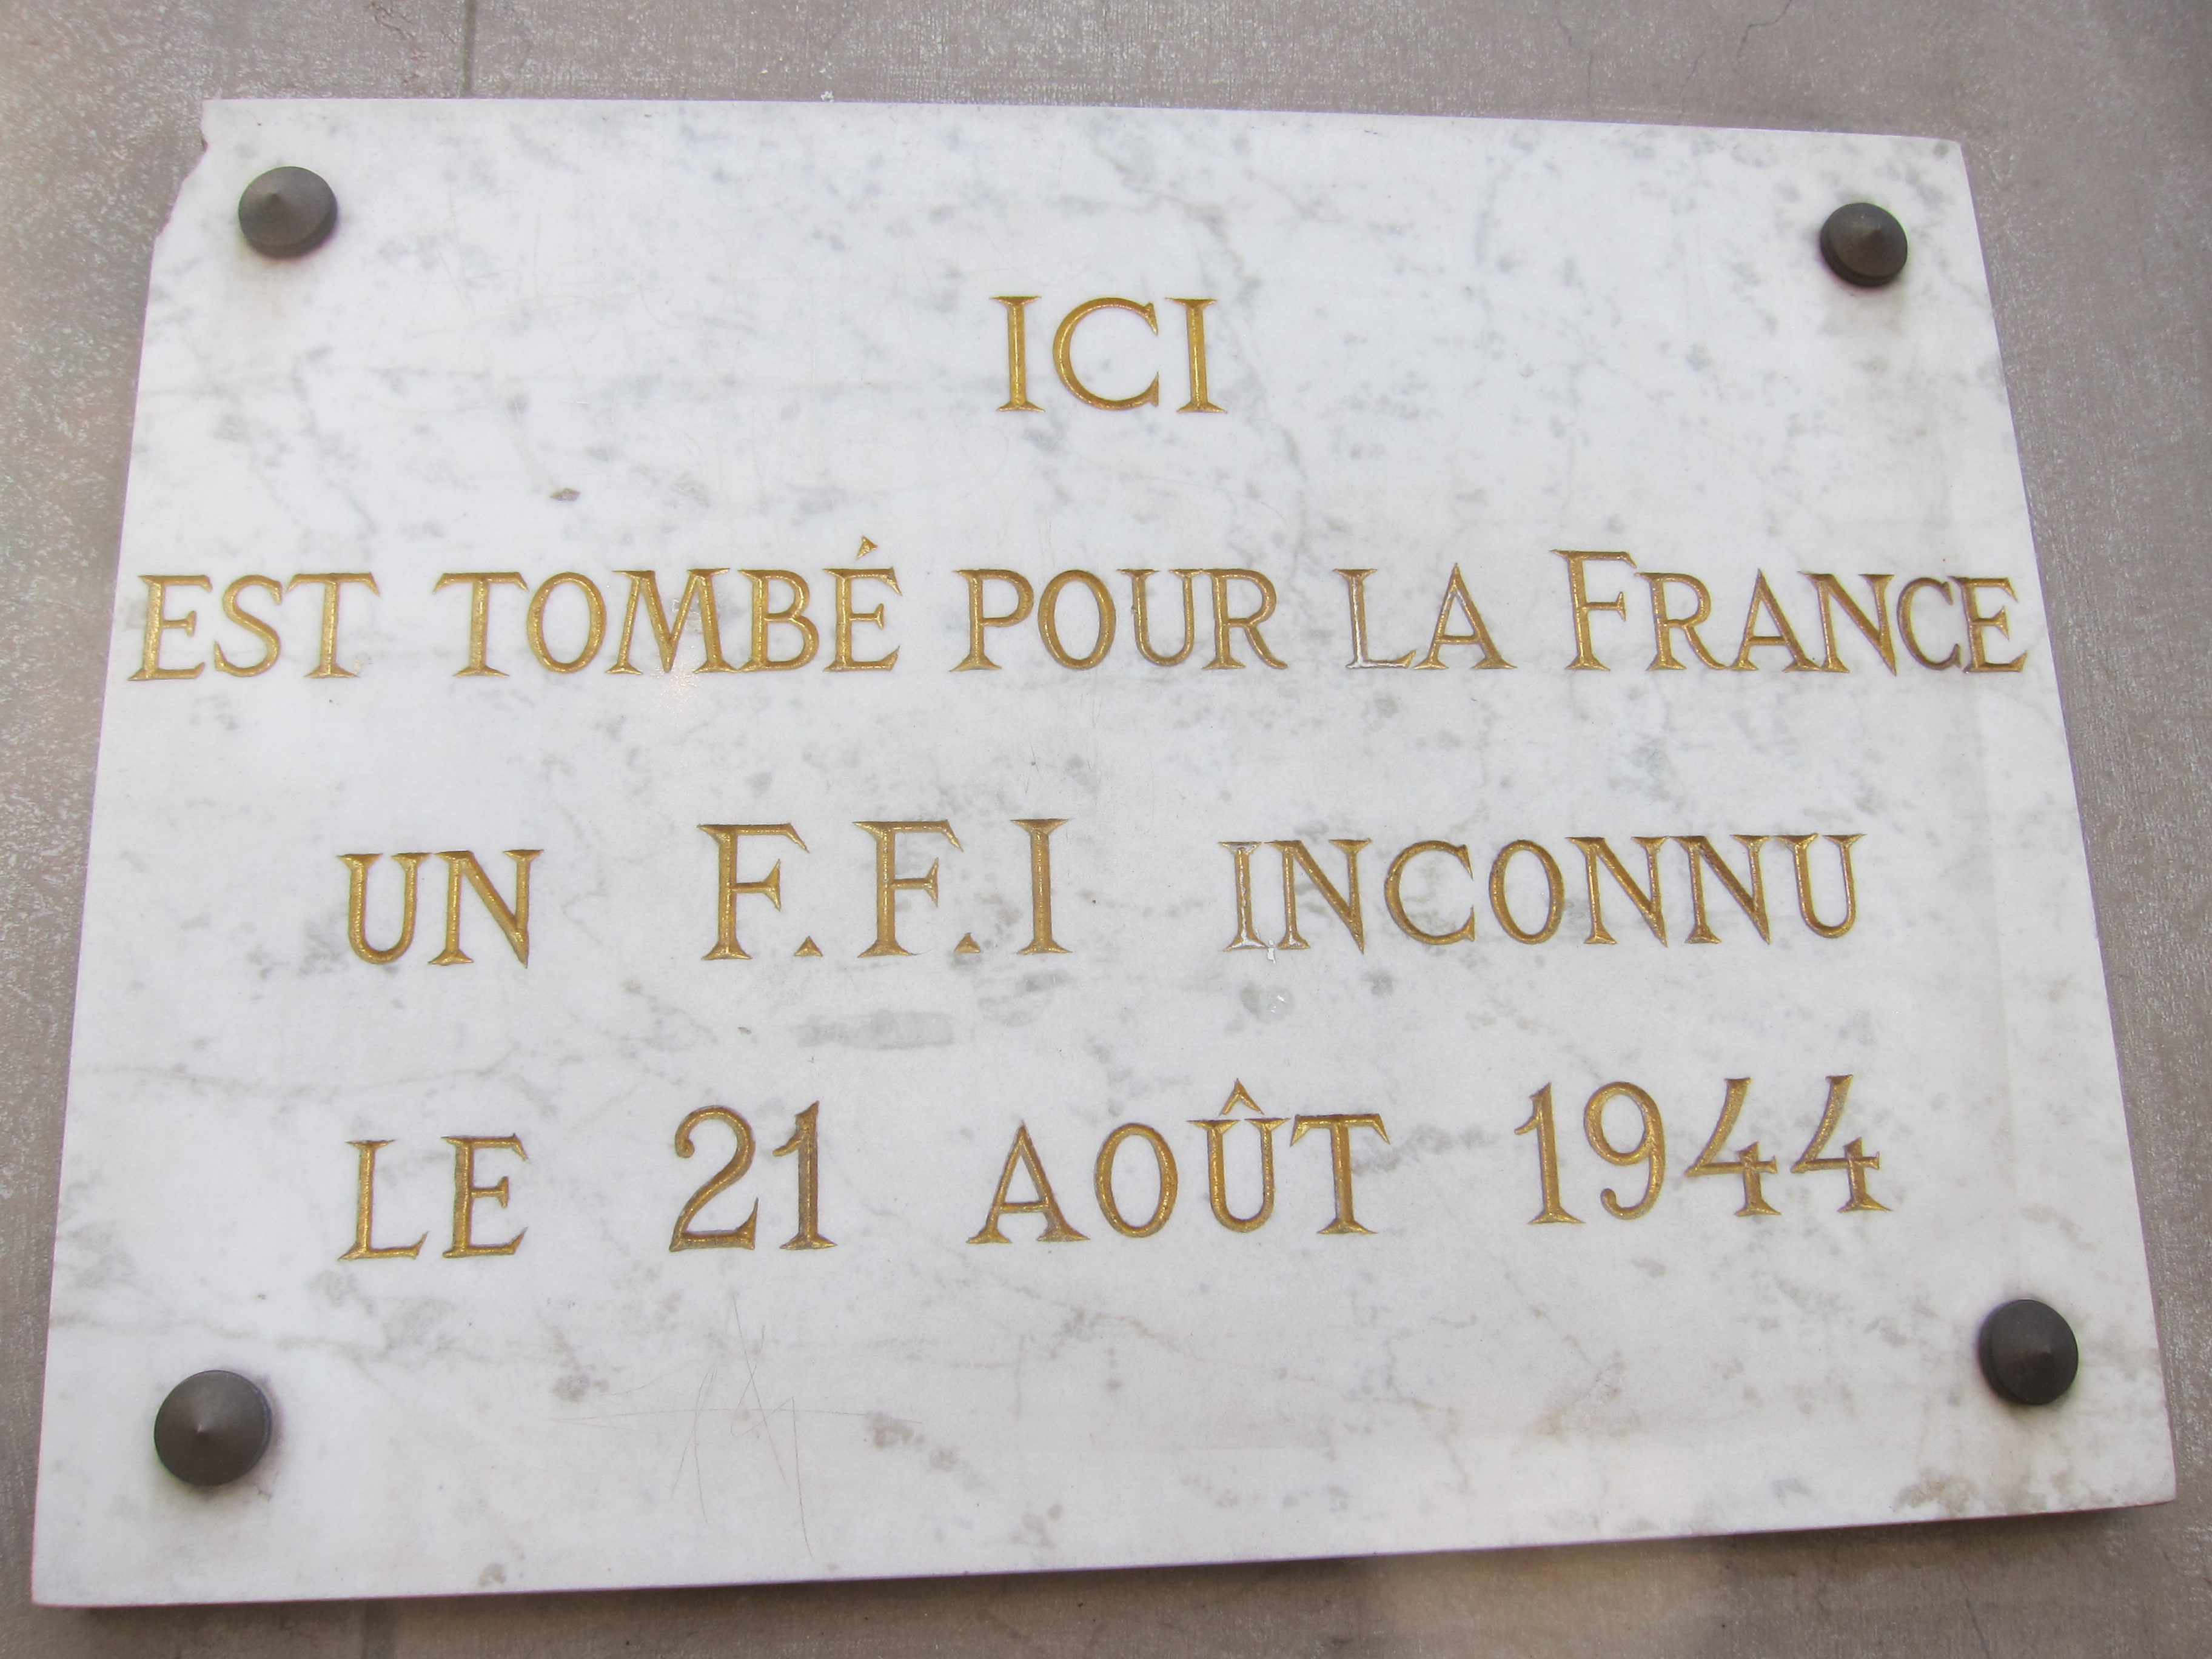 ICI
EST TOMBÉ POUR LA FRANCE
UN F.F.I INCONNU
LE 21 AOÛT 1944